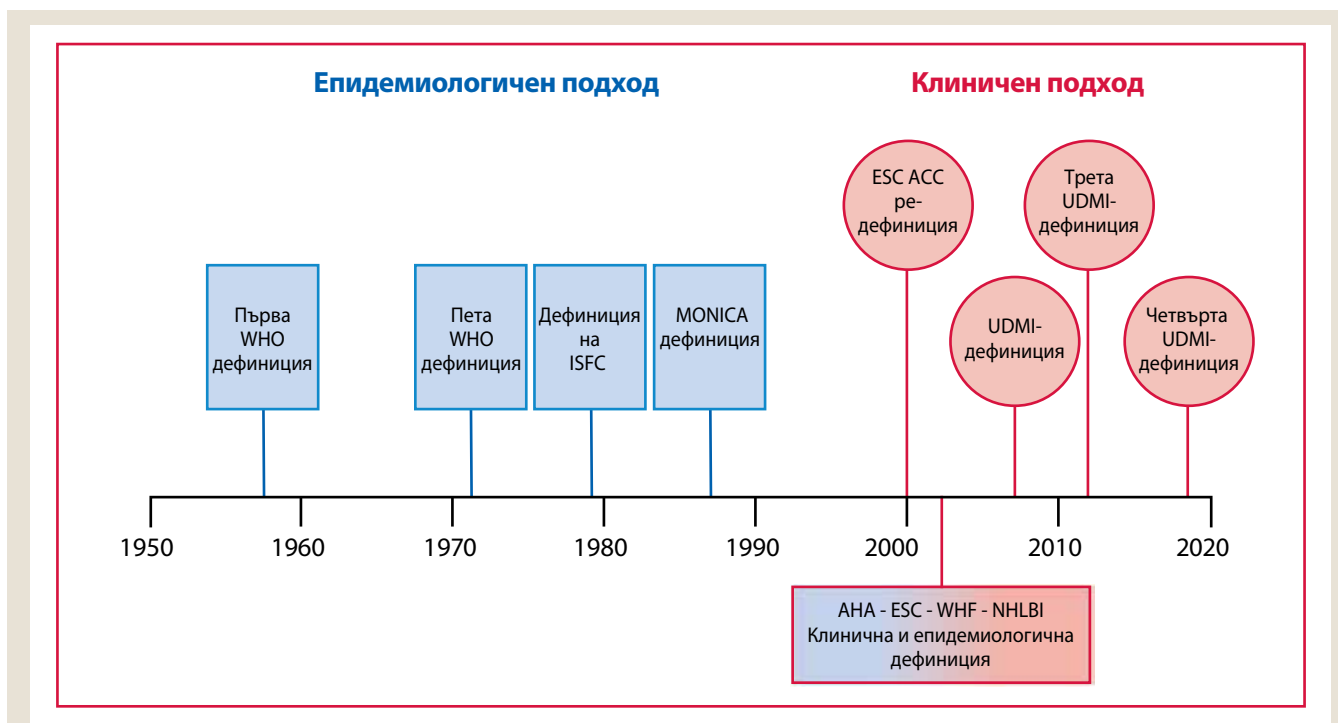 Епидемиологичен подход
Клиничен подход
ESC ACC
ре-
дефиниция
Трета
UDMI-
дефиниция
Първа
WHO
дефиниция
Пета
WHO
дефиниция
Дефиниция
на
ISFC
MONICA
дефиниция
UDMI-
дефиниция
Четвърта
UDMI-
дефиниция
1950
1960
1970
1980
1990
2000
2010
2020
AHA - ESC - WHF - NHLBI
Клинична и епидемиологична
дефиниция